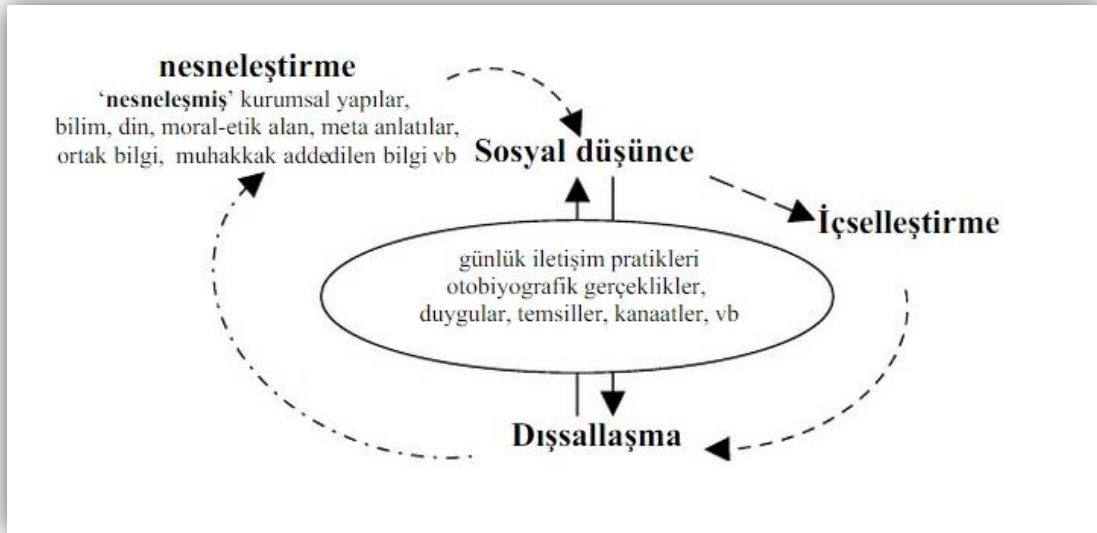 nesneleştirme
‘nesneleşmiş’ kurumsal yapılar,
bilim, din, moral-etik alan, meta anlatılar,
ortak bilgi, muhakkak addedilen bilgi vb
Sosyal düşünce
İçselleştirme
günlük iletişim pratikleri
otobiyografik gerçeklikler,
duygular, temsiller, kanaatler, vb
Dışsallaşma